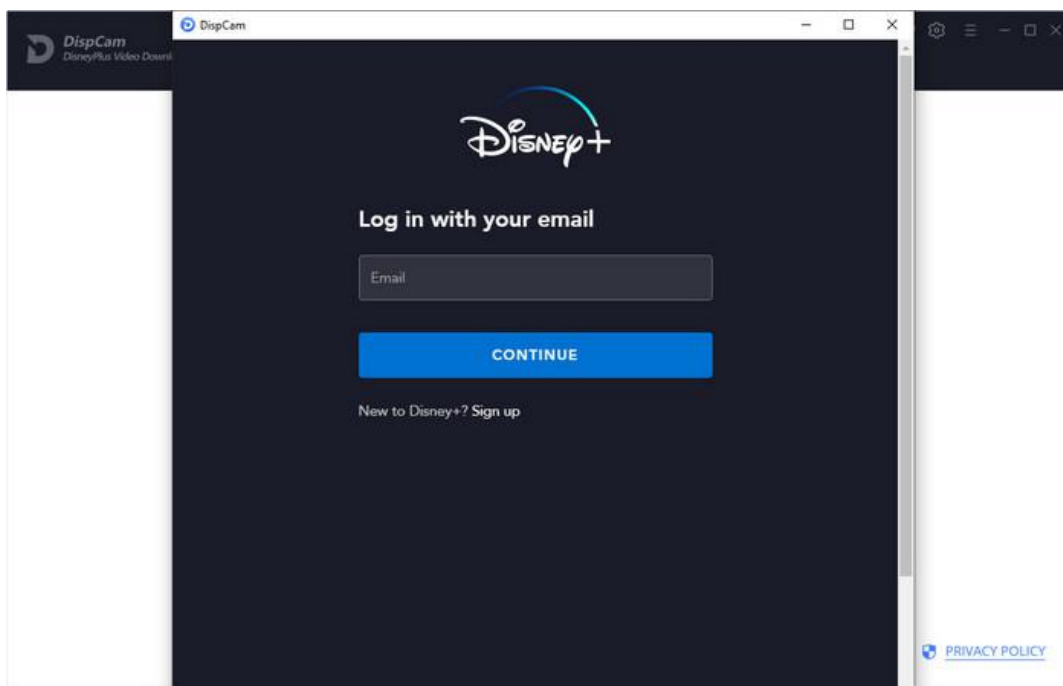 DispCam
DisneyPlus Video Downl
DispCam
Disney+
Log in with your email
Email
CONTINUE
New to Disney+? Sign up
PRIVACY POLICY